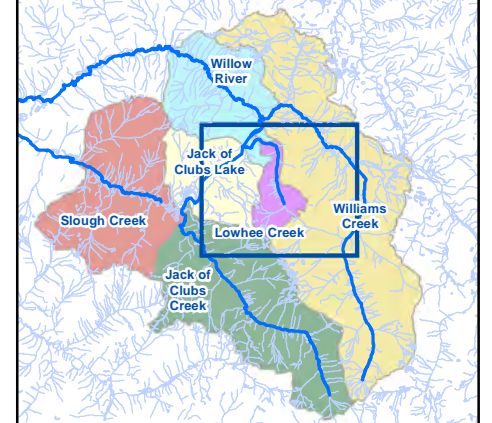 Willow
River
Jack of
Clubs Lake
Slough Creek
Williams
Creek
Lowhee Creek
Jack of
Clubs
Creek